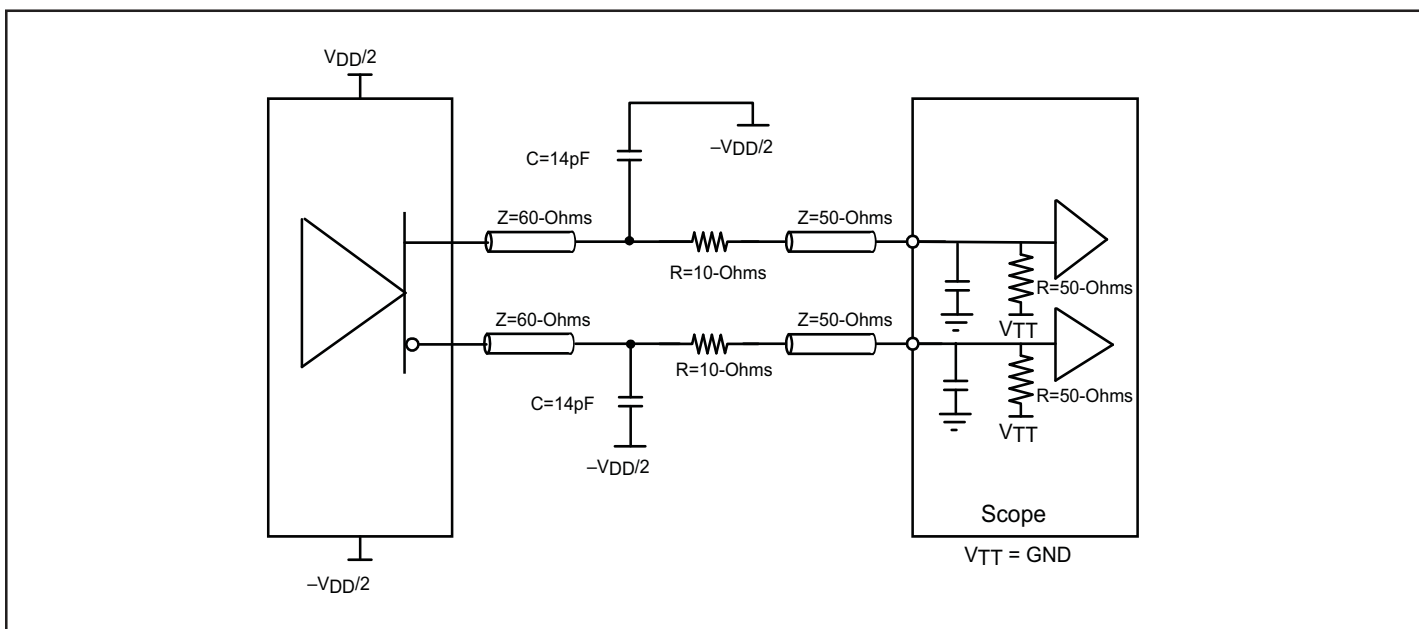 VDD/2
C=14pF
–VDD/2
Z=60-Ohms
Z=50-Ohms
R=10-Ohms
R=50-Ohms
VTT
Z=60-Ohms
Z=50-Ohms
R=10-Ohms
R=50-Ohms
C=14pF
VTT
–VDD/2
Scope
VTT = GND
–VDD/2